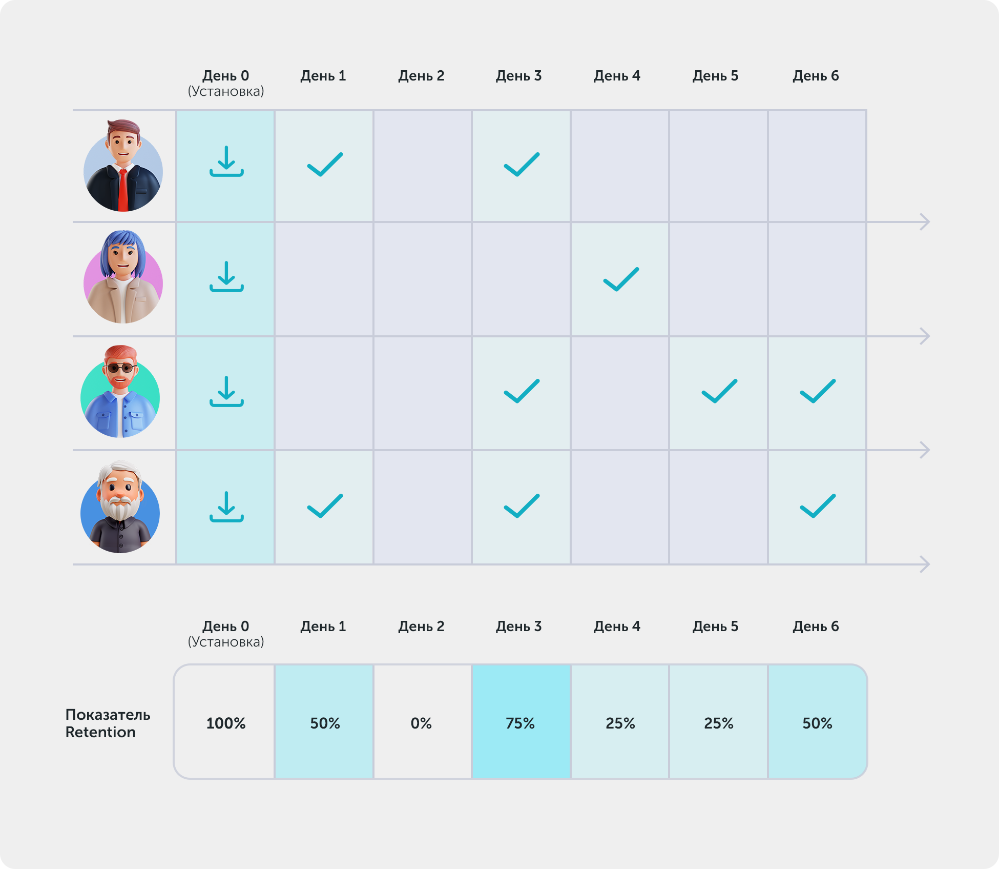 День 0
(Установка)
День 1
День 2
День 3
День 4
День 5
День 6
День 0
(Установка)
День 1
День 2
День 3
День 4
День 5
День 6
Показатель
Retention
100%
50%
0%
75%
25%
25%
50%